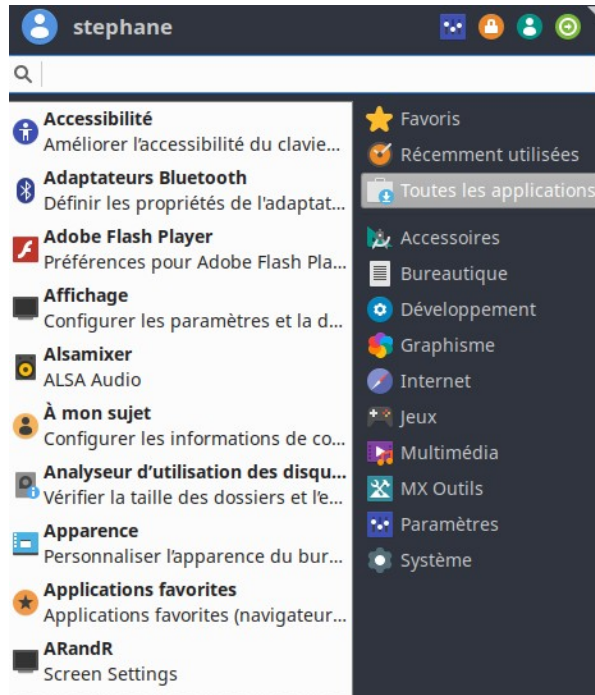 stephane
Accessibilité
Améliorer l'accessibilité du clavie...
Adaptateurs Bluetooth
Définir les propriétés de l'adaptat...
Adobe Flash Player
Préférences pour Adobe Flash Pla...
Affichage
Configurer les paramètres et la d...
Alsamixer
ALSA Audio
À mon sujet
Configurer les informations de co...
Analyseur d’utilisation des disqu...
Vérifier la taille des dossiers et l’e...
Apparence
Personnaliser l’apparence du bur...
Applications favorites
Applications favorites (navigateur...
ARandR
Screen Settings
Favoris
Récemment utilisées
Toutes les applications
Accessoires
Bureautique
Développement
Graphisme
Internet
Jeux
Multimédia
MX Outils
Paramètres
Système